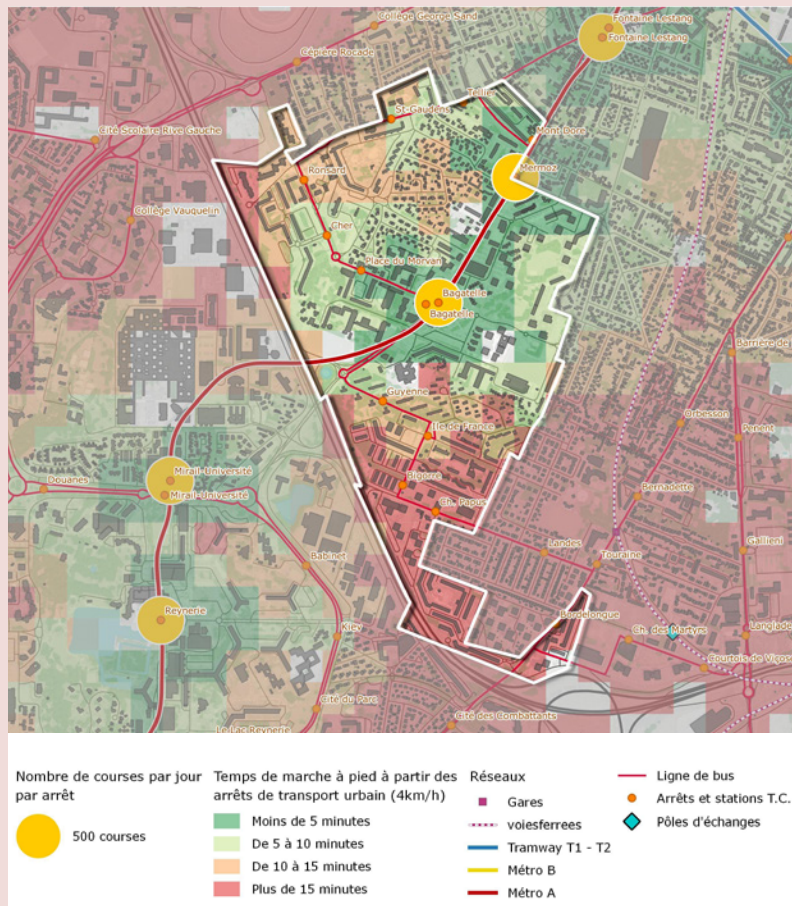 Collège George Sand
Fontaine Lestang
Fontaine Lestang
Cépière Rocade
Tellier
St-Gaudens
Cité Scolaire Rive Gauche
Mont Dore
Mermoz
Ronsard
Collège Vauquelin
Cher
Place du Morvan
Bagatelle
Bagatelle
Barrière de
Guyenne
Orbesson
Ile de France
Penent
Mirail-Université
Douanes
Mirail-Université
Bigorre
Bernadette
Ch. Papus
Landes
Gallieni
Babinet
Touraine
Reynerie
Bordelongue
Kiev
Ch. des Martyrs
Langlade
Courtois de Viçose
Cité du Parc
Cité des Combattants
Le Lac Reynerie
Nombre de courses par jour
par arrêt
500 courses
Temps de marche à pied à partir des
arrêts de transport urbain (4km/h)
Moins de 5 minutes
De 5 à 10 minutes
De 10 à 15 minutes
Plus de 15 minutes
Réseaux
Gares
voiesferrees
Tramway T1 - T2
Métro B
Métro A
Ligne de bus
Arrêts et stations T.C.
Pôles d'échanges